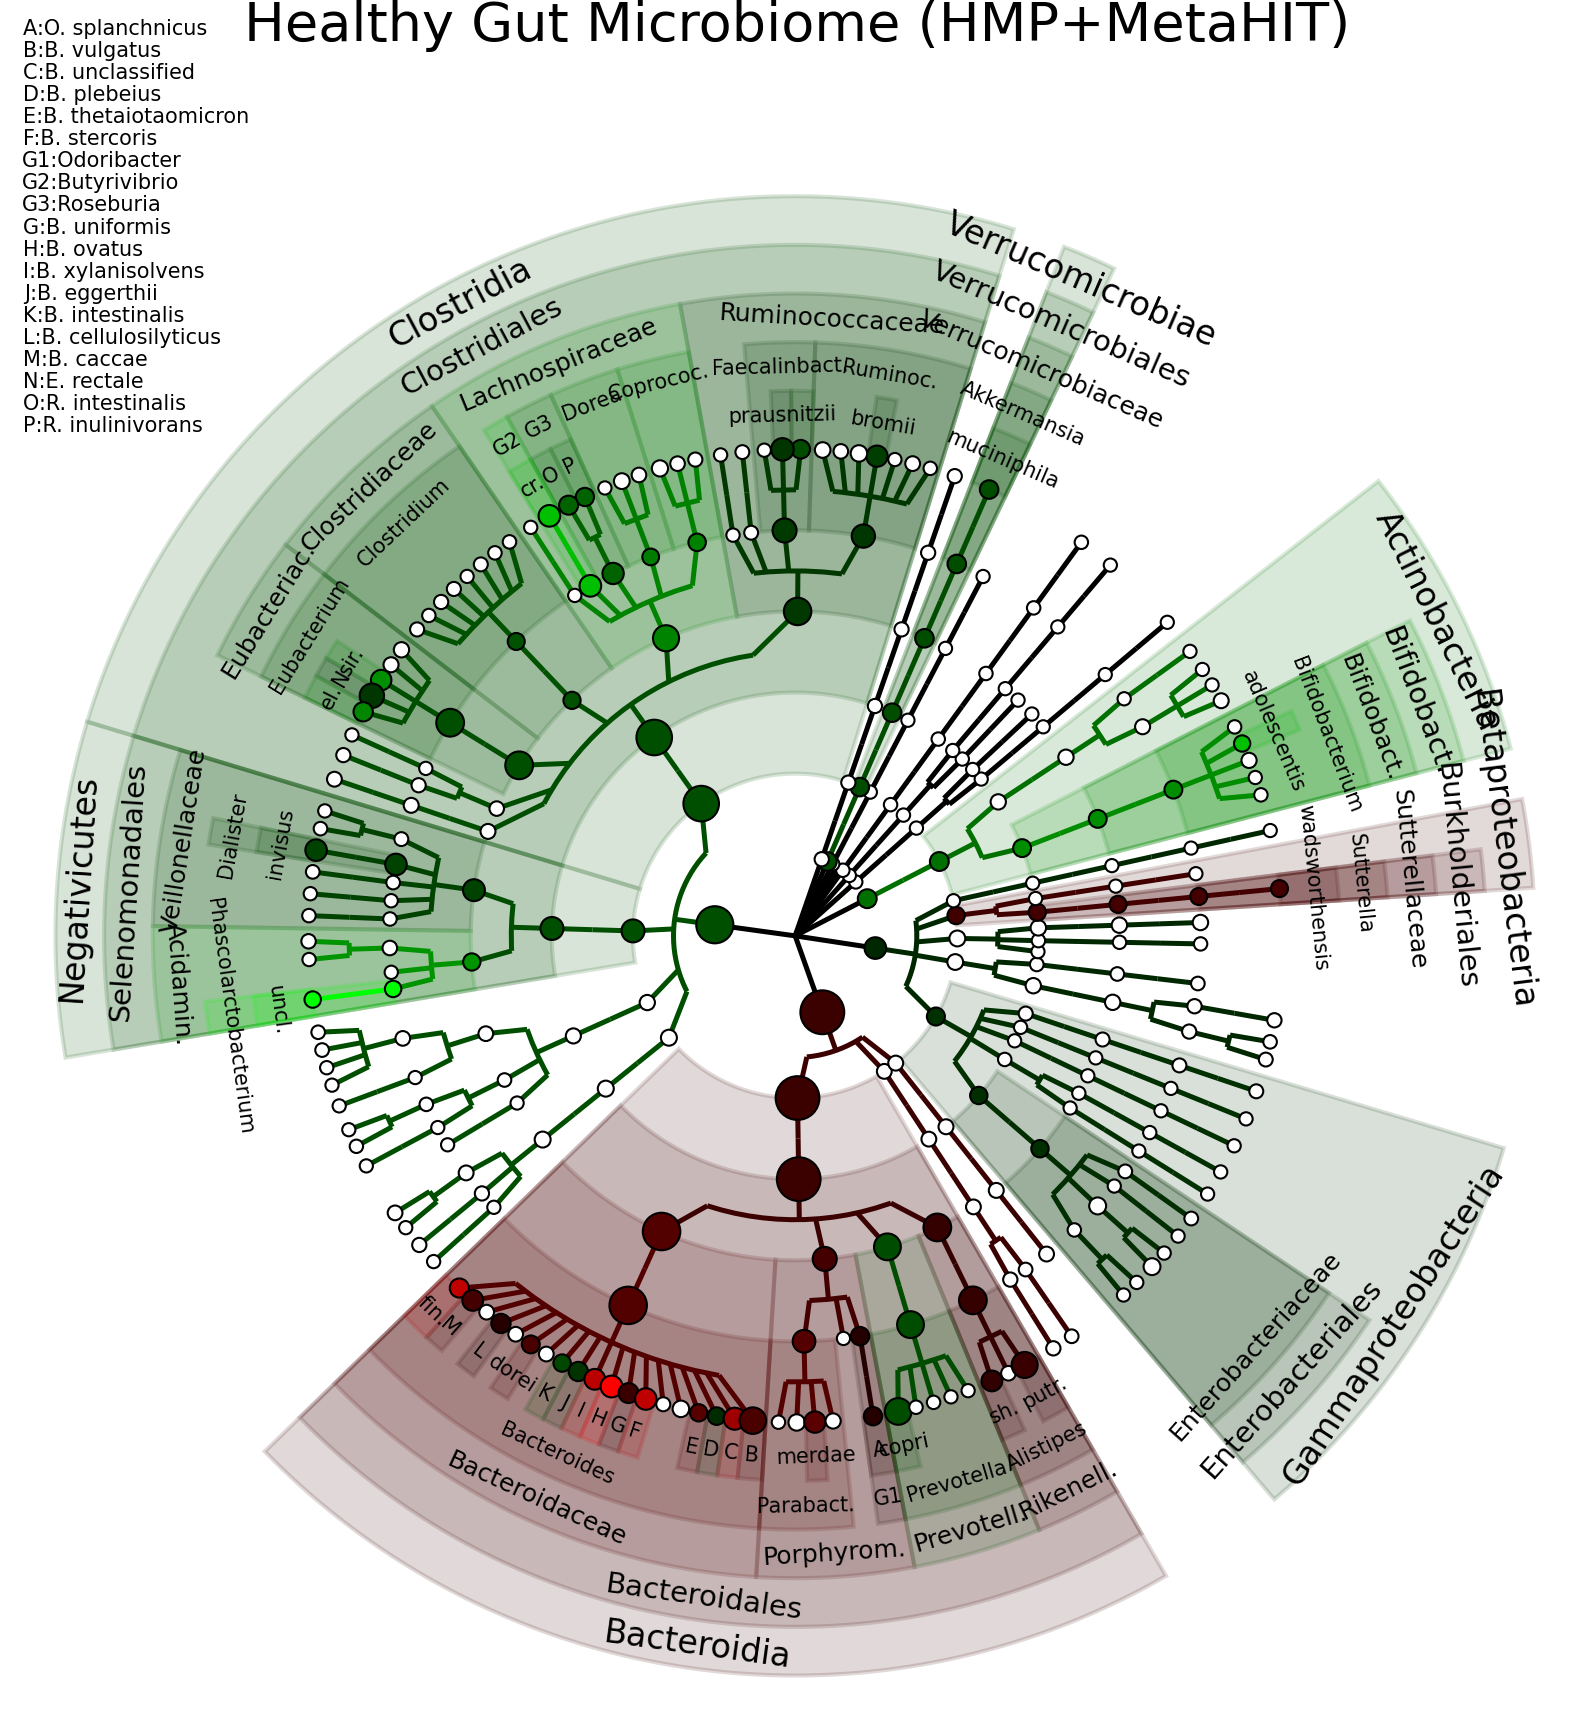 Healthy Gut Microbiome (HMP+MetaHIT)
A:O. splanchnicus
B:B. vulgatus
C:B. unclassified
D:B. plebeius
E:B. thetaiotaomicron
F:B. stercoris
G1:Odoribacter
G2:Butyrivibrio
G3:Roseburia
G:B. uniformis
H:B. ovatus
I:B. xylanisolvens
J:B. eggerthii
K:B. intestinalis
L:B. cellulosilyticus
M:B. caccae
N:E. rectale
O:R. intestinalis
P:R. inulinivorans
Clostridia
Clostridiales
Lachnospiraceae
Ruminococcaceae
Clostridiaceae
Clostridium
Eubacteriac.
Eubacterium
el.
N
sir.
G2
G3
Dorea
Coprococ.
cr.
O
P
Faecalinbact.
prausnitzii
Ruminoc.
bromii
Verrucomicrobiae
Verrucomicrobiales
Verrucomicrobiaceae
Akkermansia
muciniphila
Actinobacteria
Bifidobact.
Bifidobact.
Bifidobacterium
adolescentis
Betaproteobacteria
Burkholderiales
Sutterellaceae
Sutterella
wadsworthensis
Negativicutes
Selenomonadales
Veillonellaceae
Dialister
invisus
Acidamin.
Phascolarctobacterium
uncl.
Gammaproteobacteria
Enterobacteriales
Enterobacteriaceae
fin.
M
L
dorei
K
J
I
H
G
F
E
D
C
B
merdae
A
copri
sh.
putr.
Bacteroides
Parabact.
G1
Prevotella
Alistipes
Bacteroidaceae
Porphyrom.
Prevotell.
Rikenell.
Bacteroidales
Bacteroidia